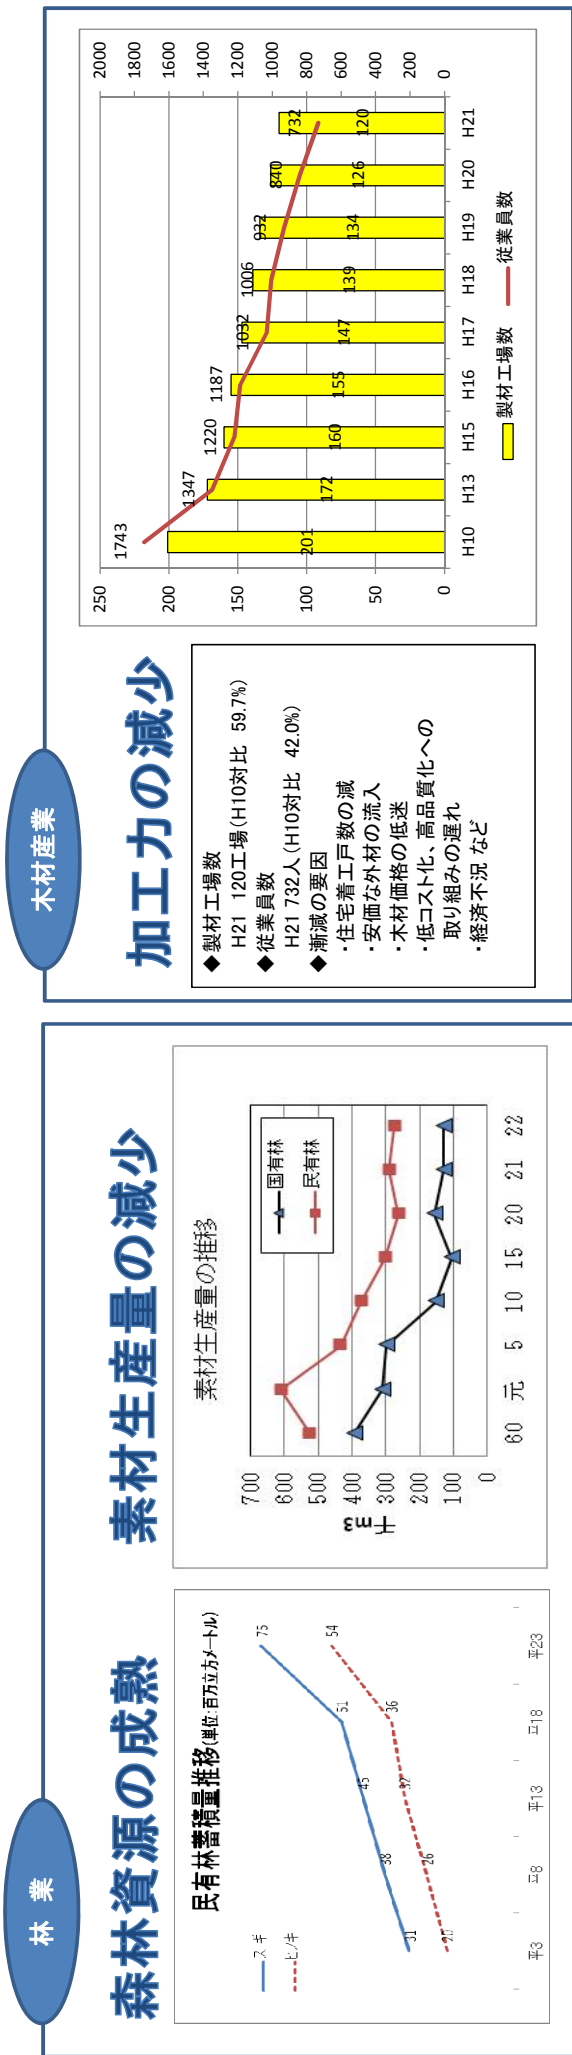 林 業
森林資源の成熟
民有林蓄積量推移(単位:百万立方メートル)
スギ
ヒノキ
75
54
51
36
45
32
38
26
31
平3
平8
平13
平18
平23
素材生産量の減少
素材生産量の推移
千m3
700
600
500
400
300
200
100
0
国有林
民有林
60 元 5 10 15 20 21 22
木材産業
加工力の減少
◆製材工場数
H21 120工場(H10対比 59.7%)
◆従業員数
H21 732人(H10対比 42.0%)
◆漸減の要因
・住宅着工戸数の減
・安価な外材の流入
・木材価格の低迷
・低コスト化、高品質化への
取り組みの遅れ
・経済不況 など
250
200
150
100
50
0
2000
1800
1600
1400
1200
1000
800
600
400
200
0
1743 1347 1220 1187 1032 1006 932 840 732
201 172 160 155 147 139 134 126 120
H10 H13 H15 H16 H17 H18 H19 H20 H21
製材工場数 従業員数